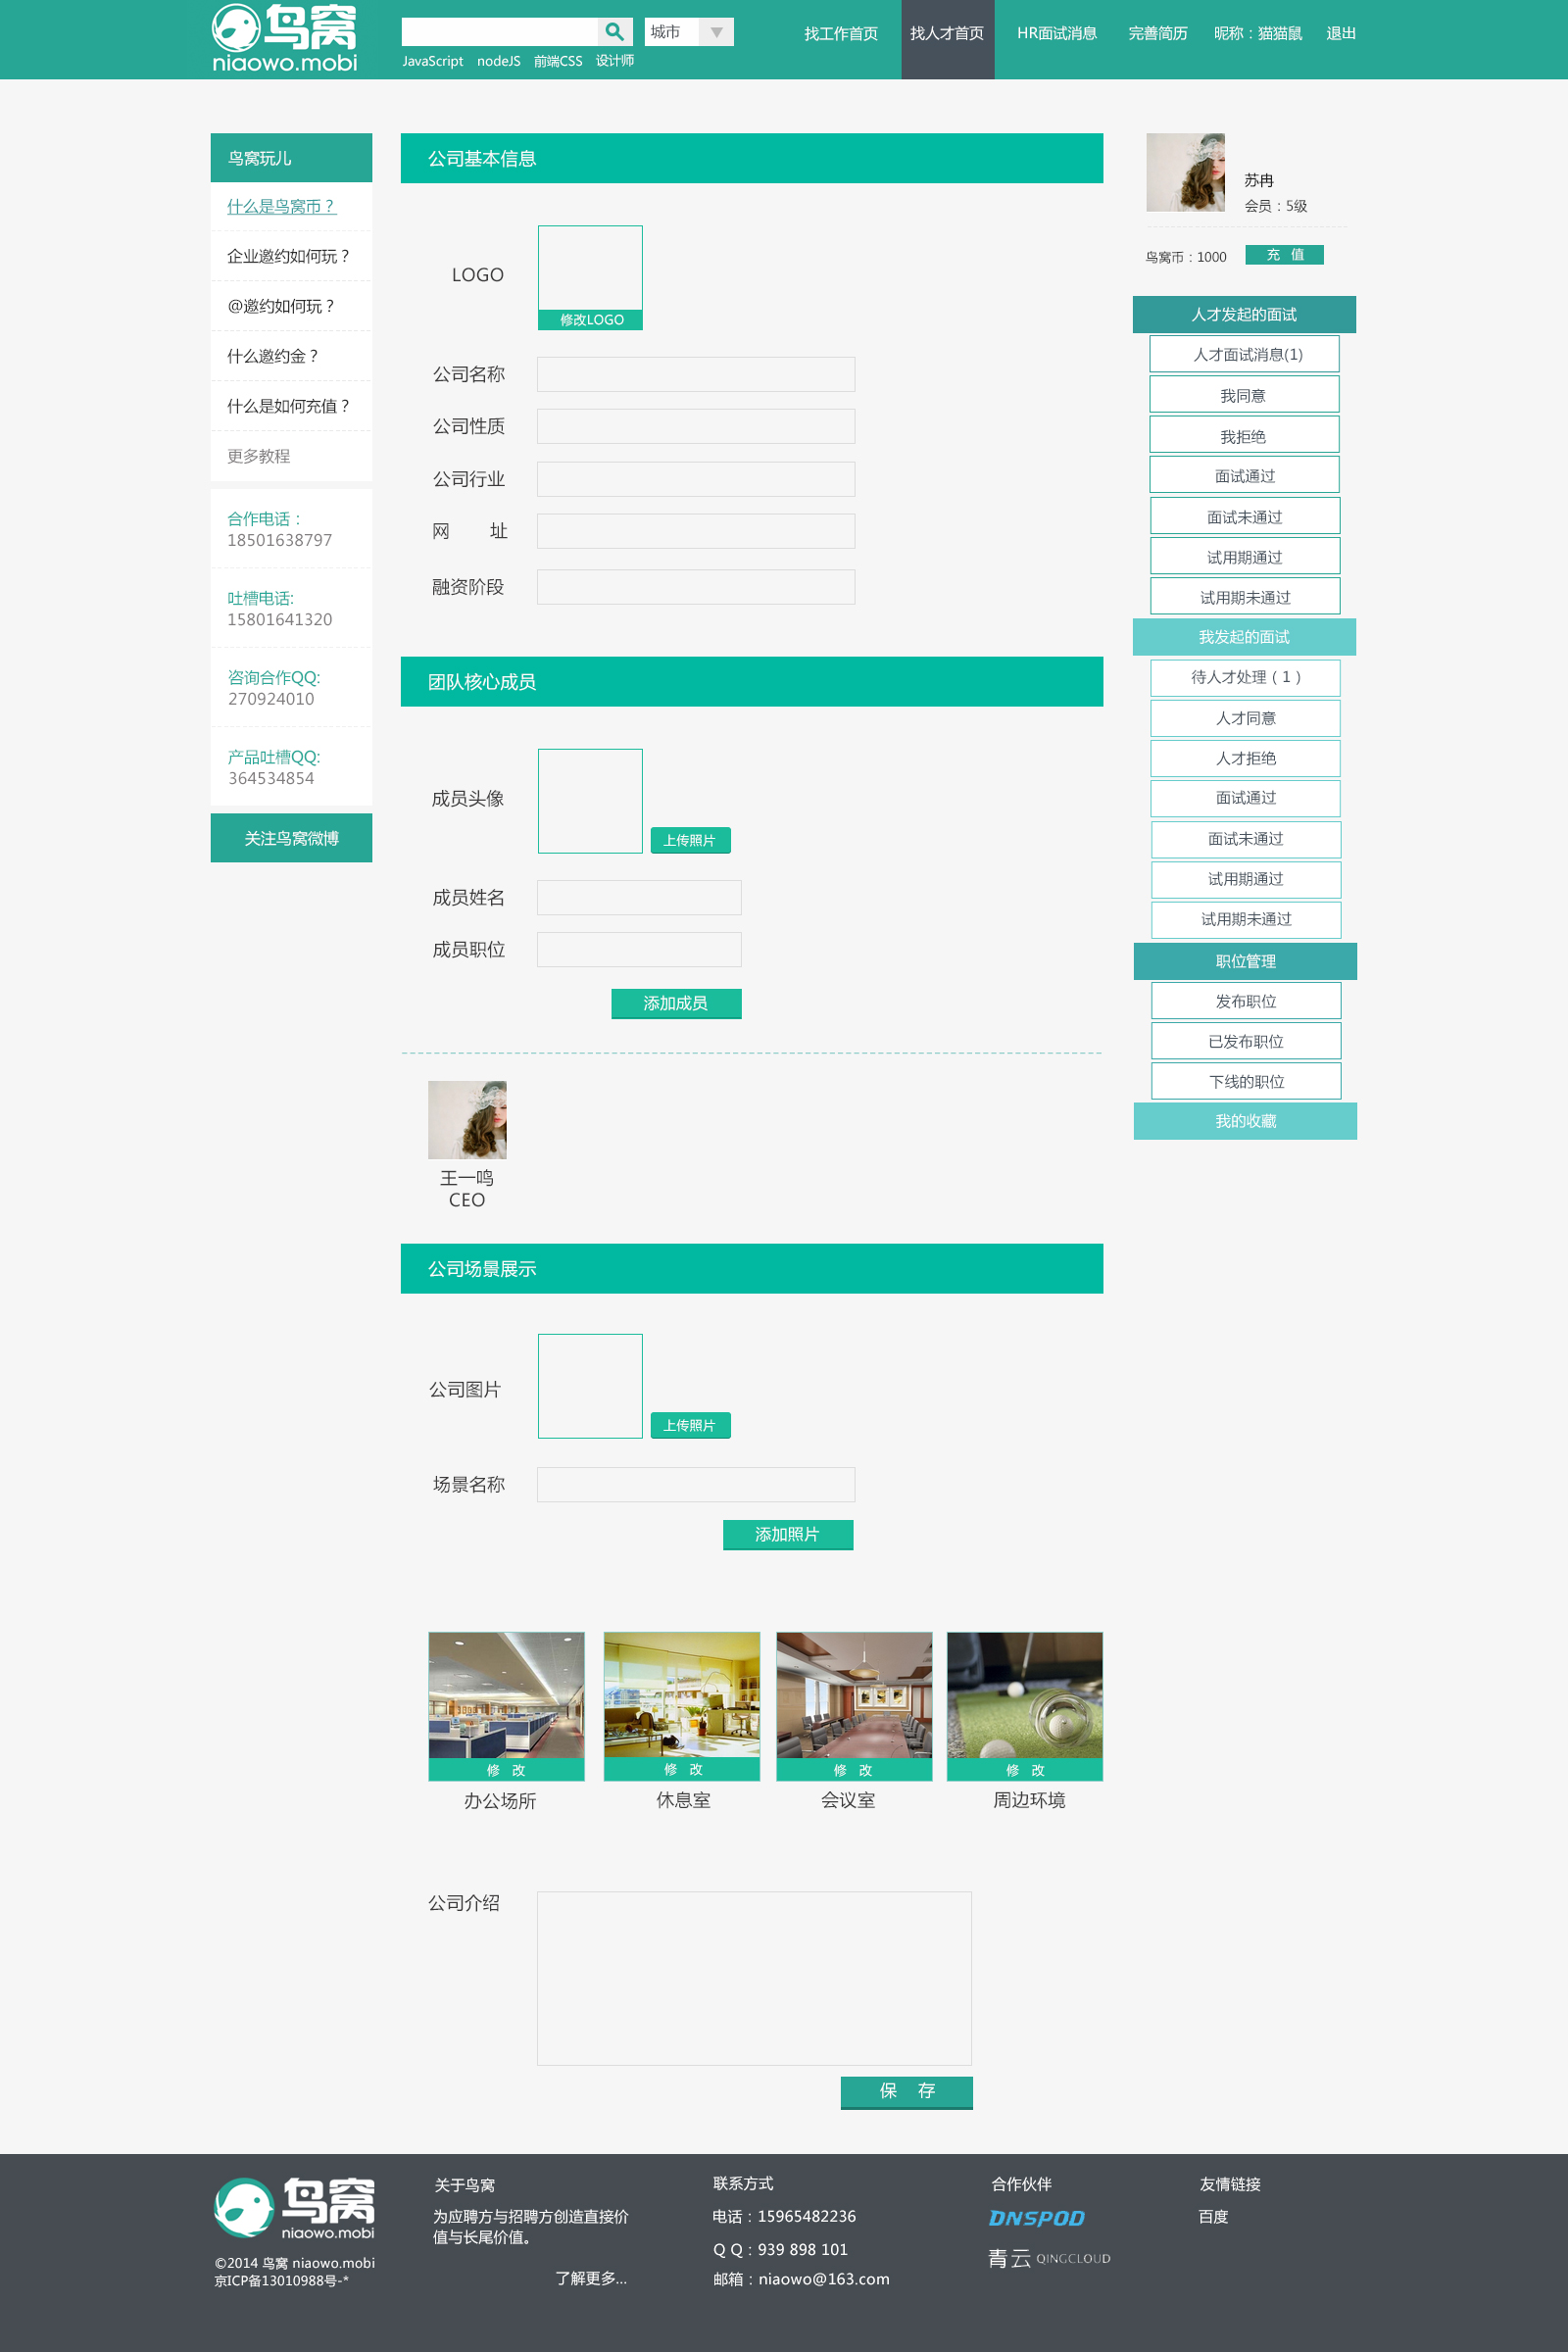 鸟窝
niaowo.mobi
城市
JavaScript nodeJS 前端CSS 设计师
找工作首页 找人才首页 HR面试消息 完善简历 昵称：猫猫鼠 退出
鸟窝玩儿
什么是鸟窝币？
企业邀约如何玩？
@邀约如何玩？
什么邀约金？
什么是如何充值？
更多教程
合作电话：
18501638797
吐槽电话:
15801641320
咨询合作QQ:
270924010
产品吐槽QQ:
364534854
关注鸟窝微博
公司基本信息
LOGO
修改LOGO
公司名称
公司性质
公司行业
网 址
融资阶段
团队核心成员
成员头像
上传照片
成员姓名
成员职位
添加成员
王一鸣
CEO
公司场景展示
公司图片
上传照片
场景名称
添加照片
修 改 修 改 修 改 修 改
办公场所 休息室 会议室 周边环境
公司介绍
保 存
苏冉
会员：5级
鸟窝币：1000 充 值
人才发起的面试
人才面试消息(1)
我同意
我拒绝
面试通过
面试未通过
试用期通过
试用期未通过
我发起的面试
待人才处理（1）
人才同意
人才拒绝
面试通过
面试未通过
试用期通过
试用期未通过
职位管理
发布职位
已发布职位
下线的职位
我的收藏
鸟窝
niaowo.mobi
©2014 鸟窝 niaowo.mobi
京ICP备13010988号-*
关于鸟窝
为应聘方与招聘方创造直接价
值与长尾价值。
了解更多...
联系方式
电话：15965482236
Q Q：939 898 101
邮箱：niaowo@163.com
合作伙伴
DNSPOD
青云 QINGCLOUD
友情链接
百度